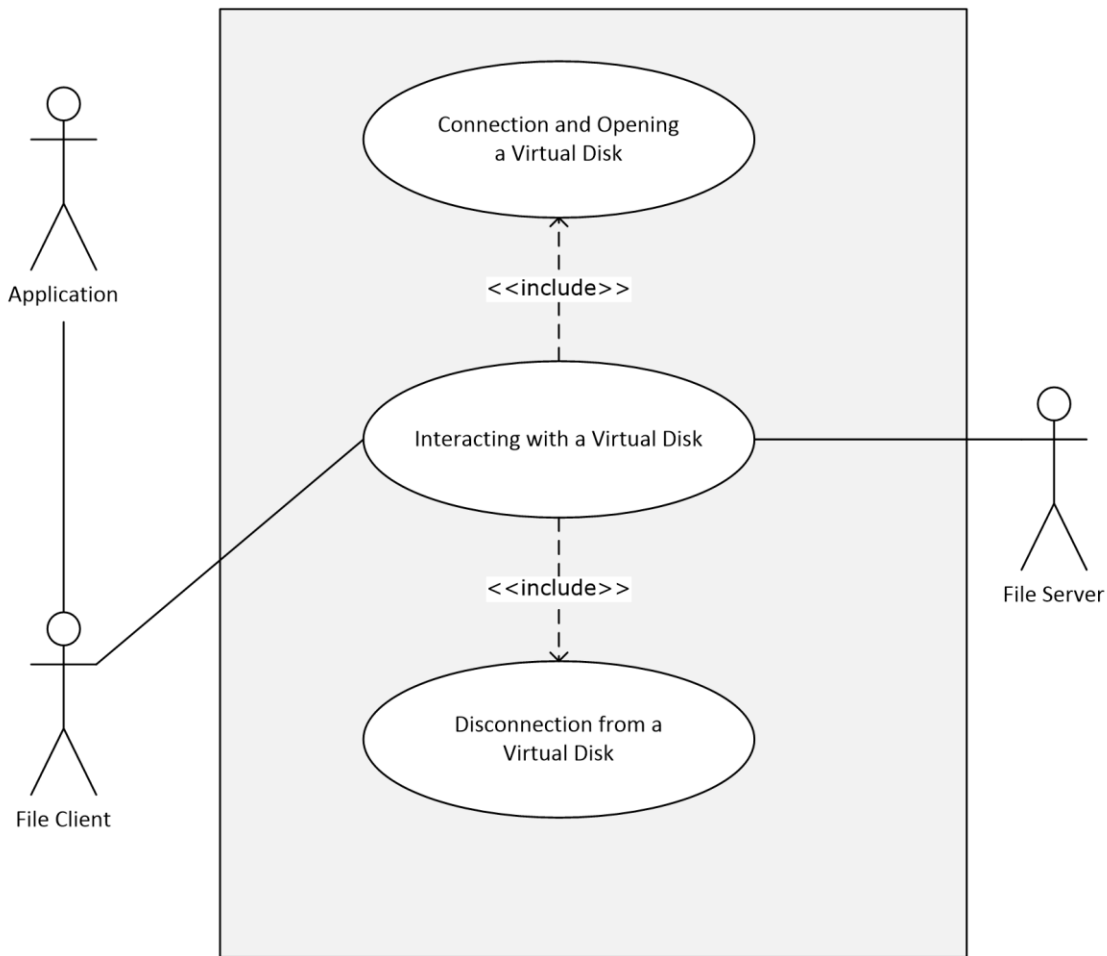 Connection and Opening
a Virtual Disk
Application
<<include>>
Interacting with a Virtual Disk
<<include>>
File Server
Disconnection from a
Virtual Disk
File Client